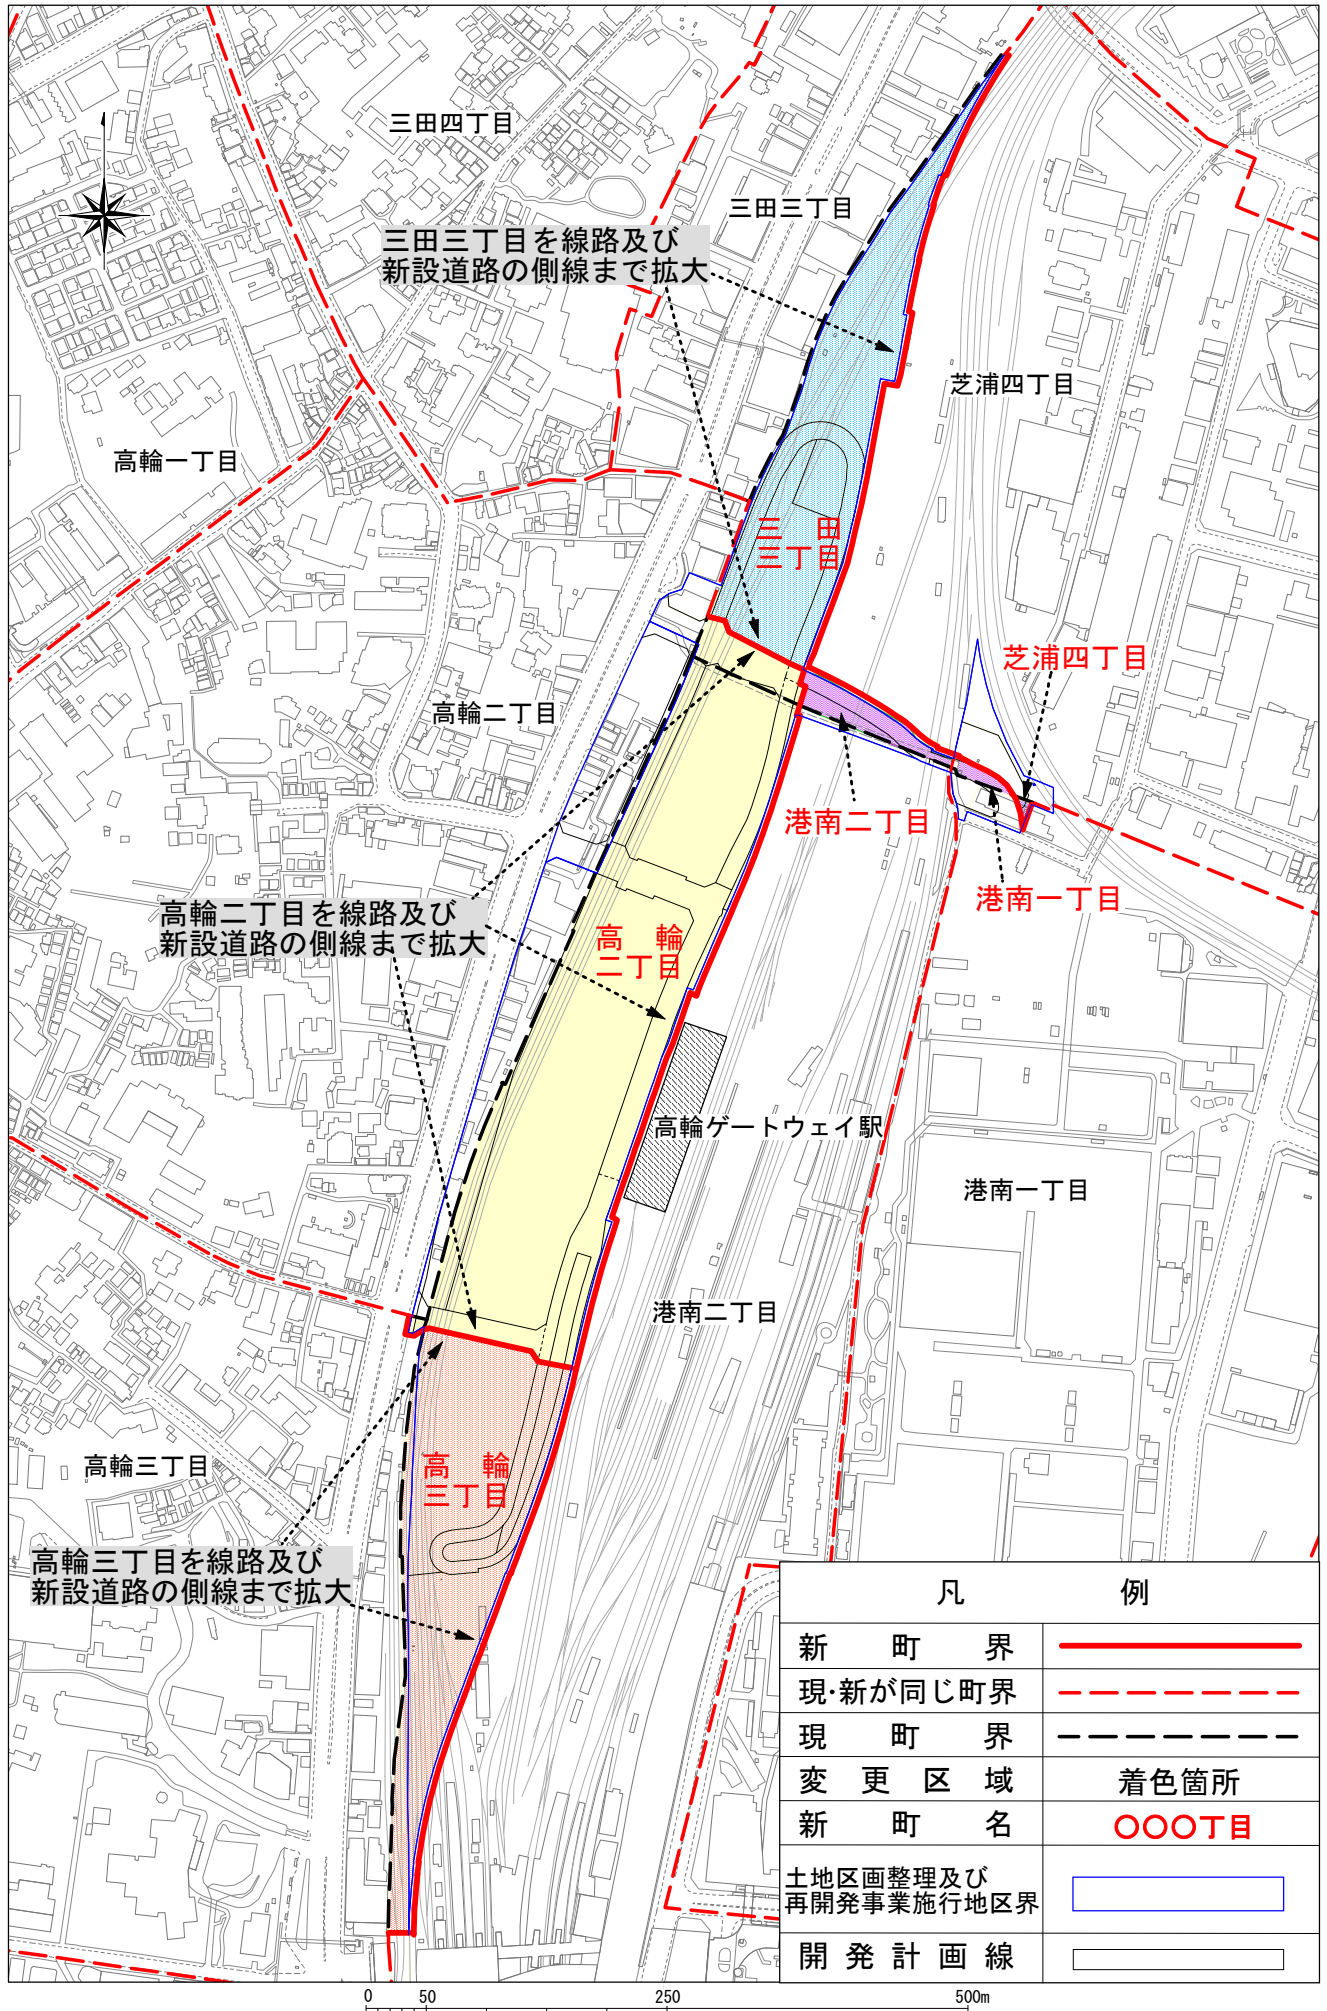 三田四丁目
三田三丁目
三田三丁目を線路及び
新設道路の側線まで拡大
芝浦四丁目
高輪一丁目
三田
三丁目
芝浦四丁目
高輪二丁目
港南二丁目
港南一丁目
高輪二丁目を線路及び
新設道路の側線まで拡大
高輪
二丁目
高輪ゲートウェイ駅
港南一丁目
港南二丁目
高輪三丁目
高輪
三丁目
高輪三丁目を線路及び
新設道路の側線まで拡大
凡例
新町界
現・新が同じ町界
現町界
変更区域 着色箇所
新町名 〇〇〇丁目
土地区画整理及び
再開発事業施行地区界
開発計画線
0 50 250 500m